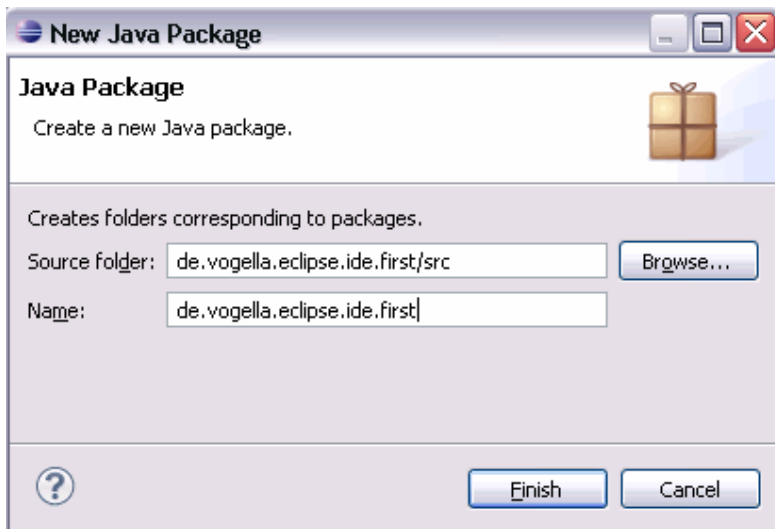 New Java Package
Java Package
Create a new Java package.
Creates folders corresponding to packages.
Source folder: de.vogella.eclipse.ide.first/src Browse...
Name: de.vogella.eclipse.ide.first
? Finish Cancel